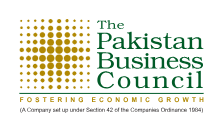 The
Pakistan
Business
Council
FOSTERING ECONOMIC GROWTH
(A Company set up under Section 42 of the Companies Ordinance 1984)